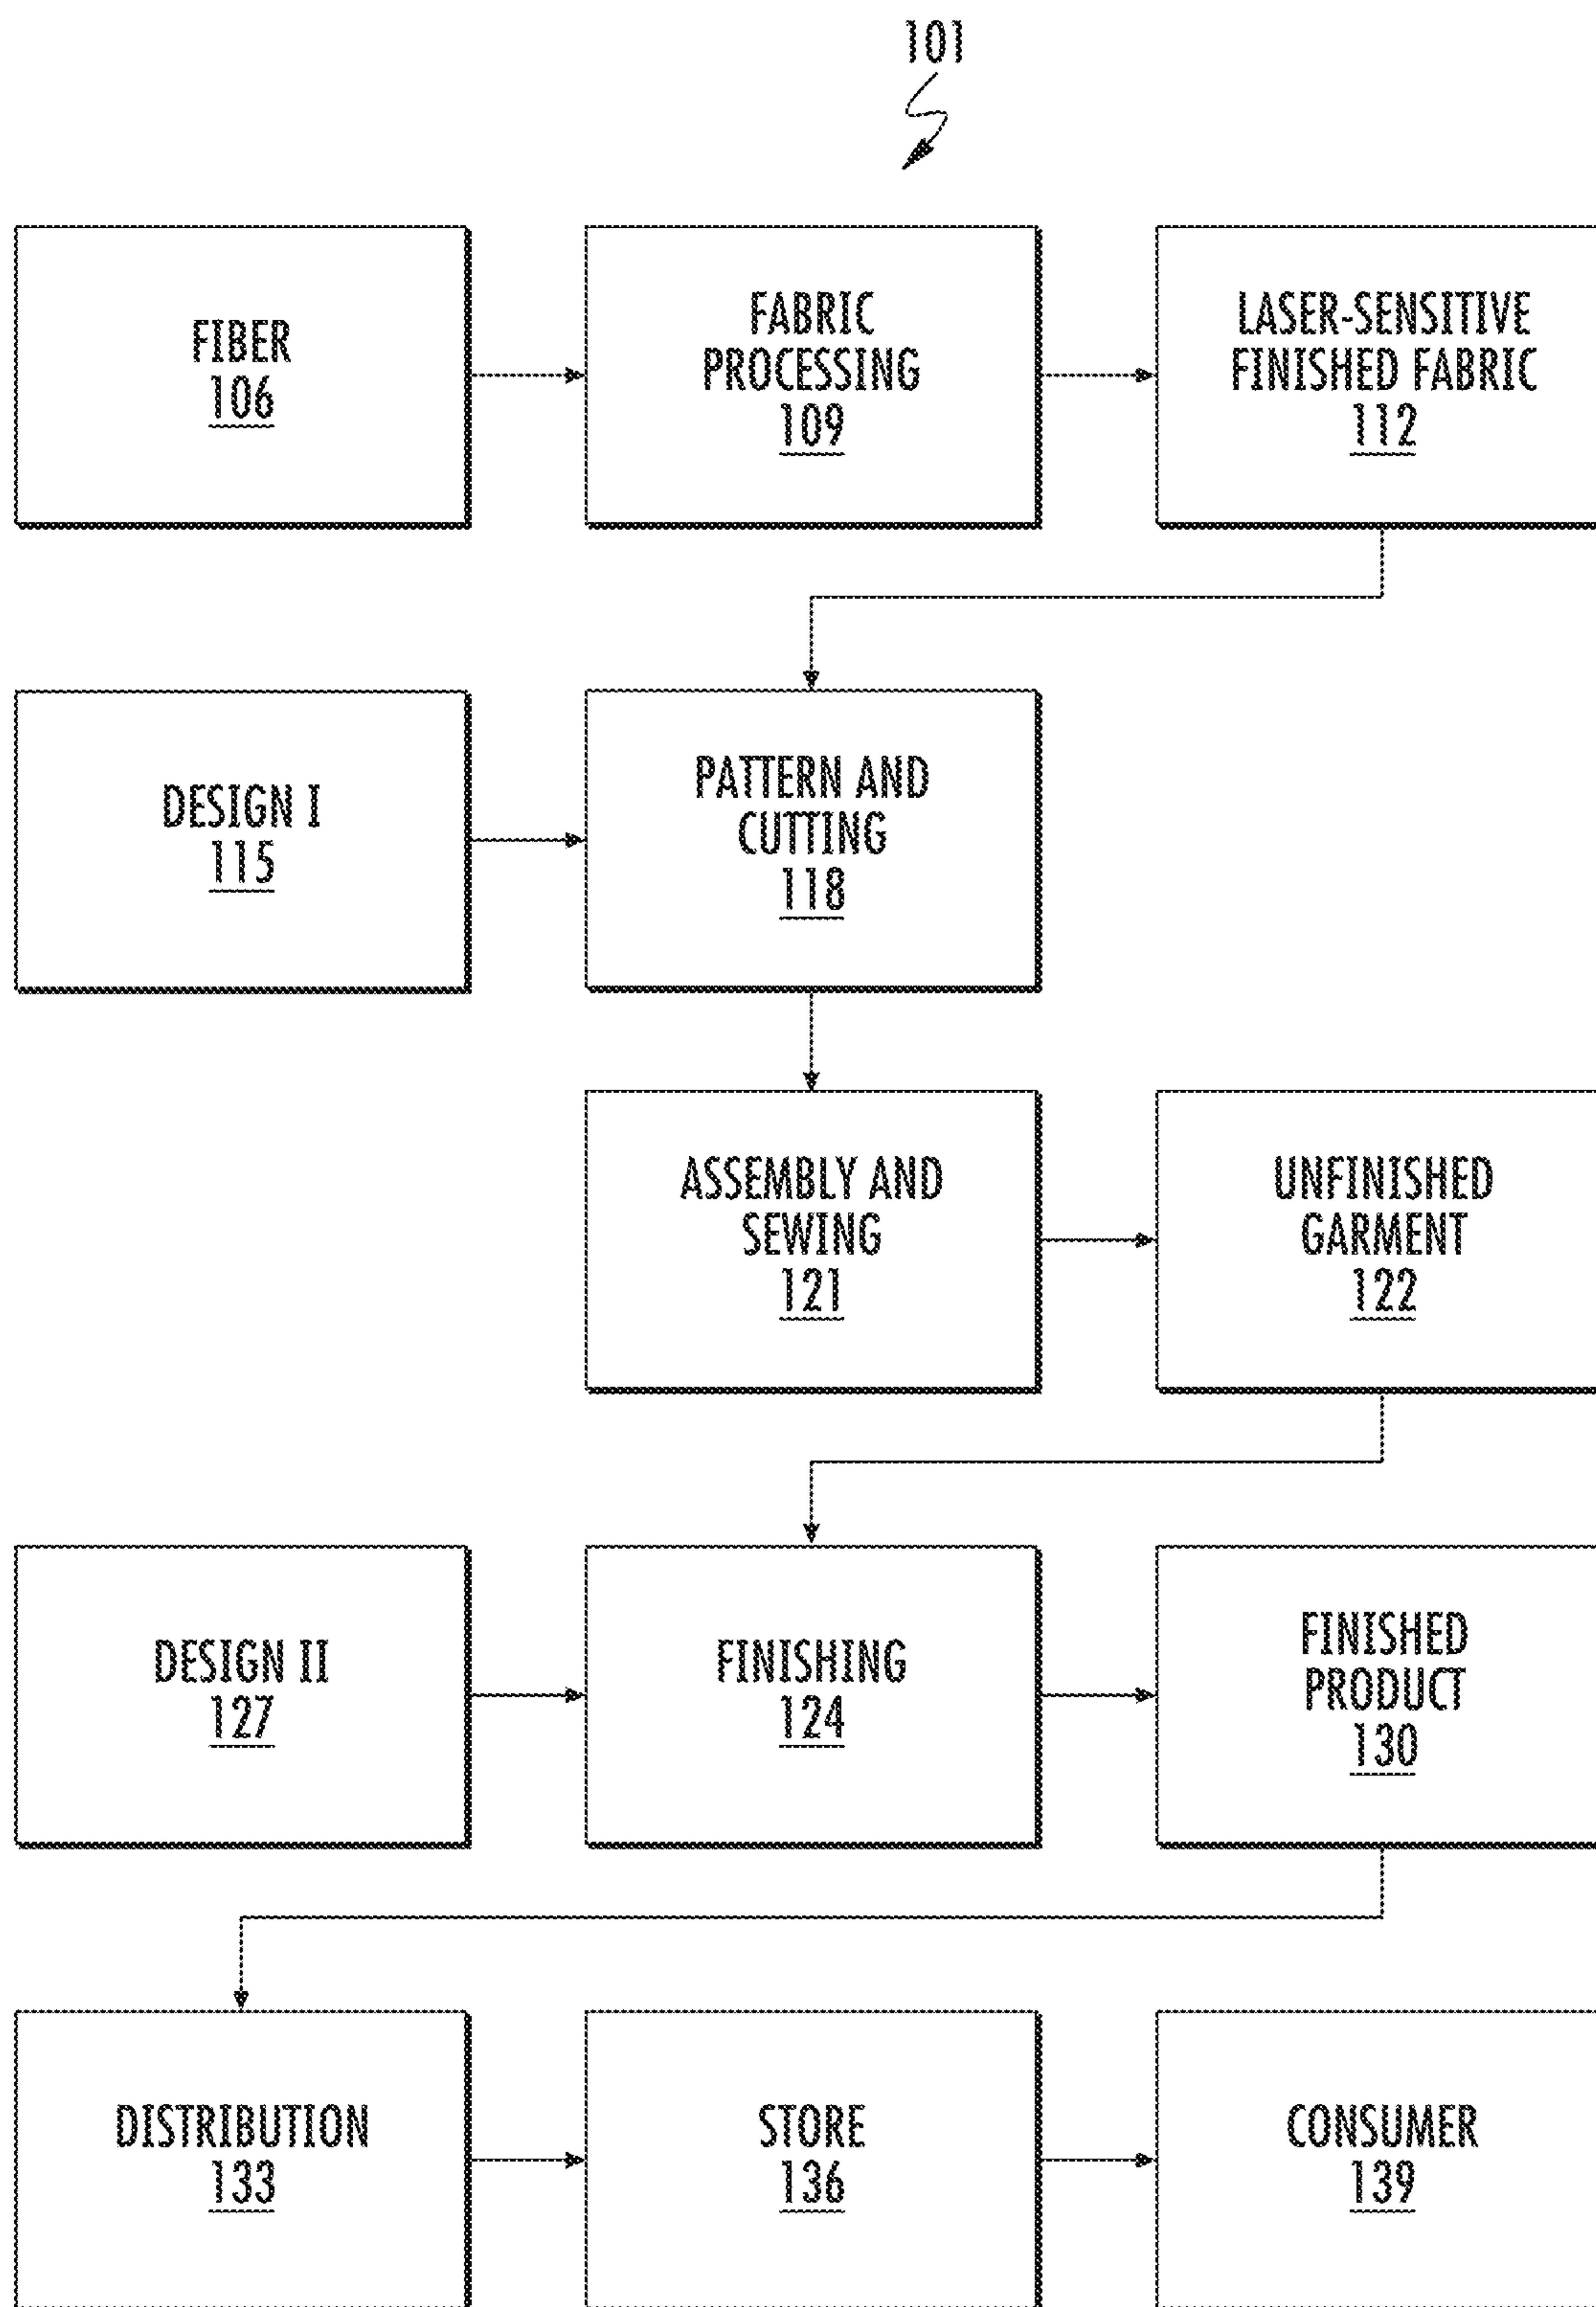 101
FIBER
106
FABRIC
PROCESSING
109
LASER-SENSITIVE
FINISHED FABRIC
112
DESIGN I
115
PATTERN AND
CUTTING
118
ASSEMBLY AND
SEWING
121
UNFINISHED
GARMENT
122
DESIGN II
127
FINISHING
124
FINISHED
PRODUCT
130
DISTRIBUTION
133
STORE
136
CONSUMER
139